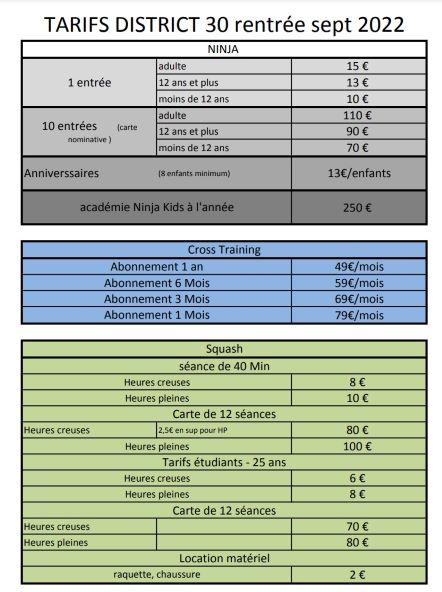 TARIFS DISTRICT 30 rentrée sept 2022
NINJA
1 entrée
adulte 15 €
12 ans et plus 13 €
moins de 12 ans 10 €
10 entrées (carte nominative )
adulte 110 €
12 ans et plus 90 €
moins de 12 ans 70 €
Anniverssaires (8 enfants minimum) 13€/enfants
académie Ninja Kids à l'année 250 €
Cross Training
Abonnement 1 an 49€/mois
Abonnement 6 Mois 59€/mois
Abonnement 3 Mois 69€/mois
Abonnement 1 Mois 79€/mois
Squash
séance de 40 Min
Heures creuses 8 €
Heures pleines 10 €
Carte de 12 séances
Heures creuses 2,5€ en sup pour HP 80 €
Heures pleines 100 €
Tarifs étudiants - 25 ans
Heures creuses 6 €
Heures pleines 8 €
Carte de 12 séances
Heures creuses 70 €
Heures pleines 80 €
Location matériel
raquette, chaussure 2 €